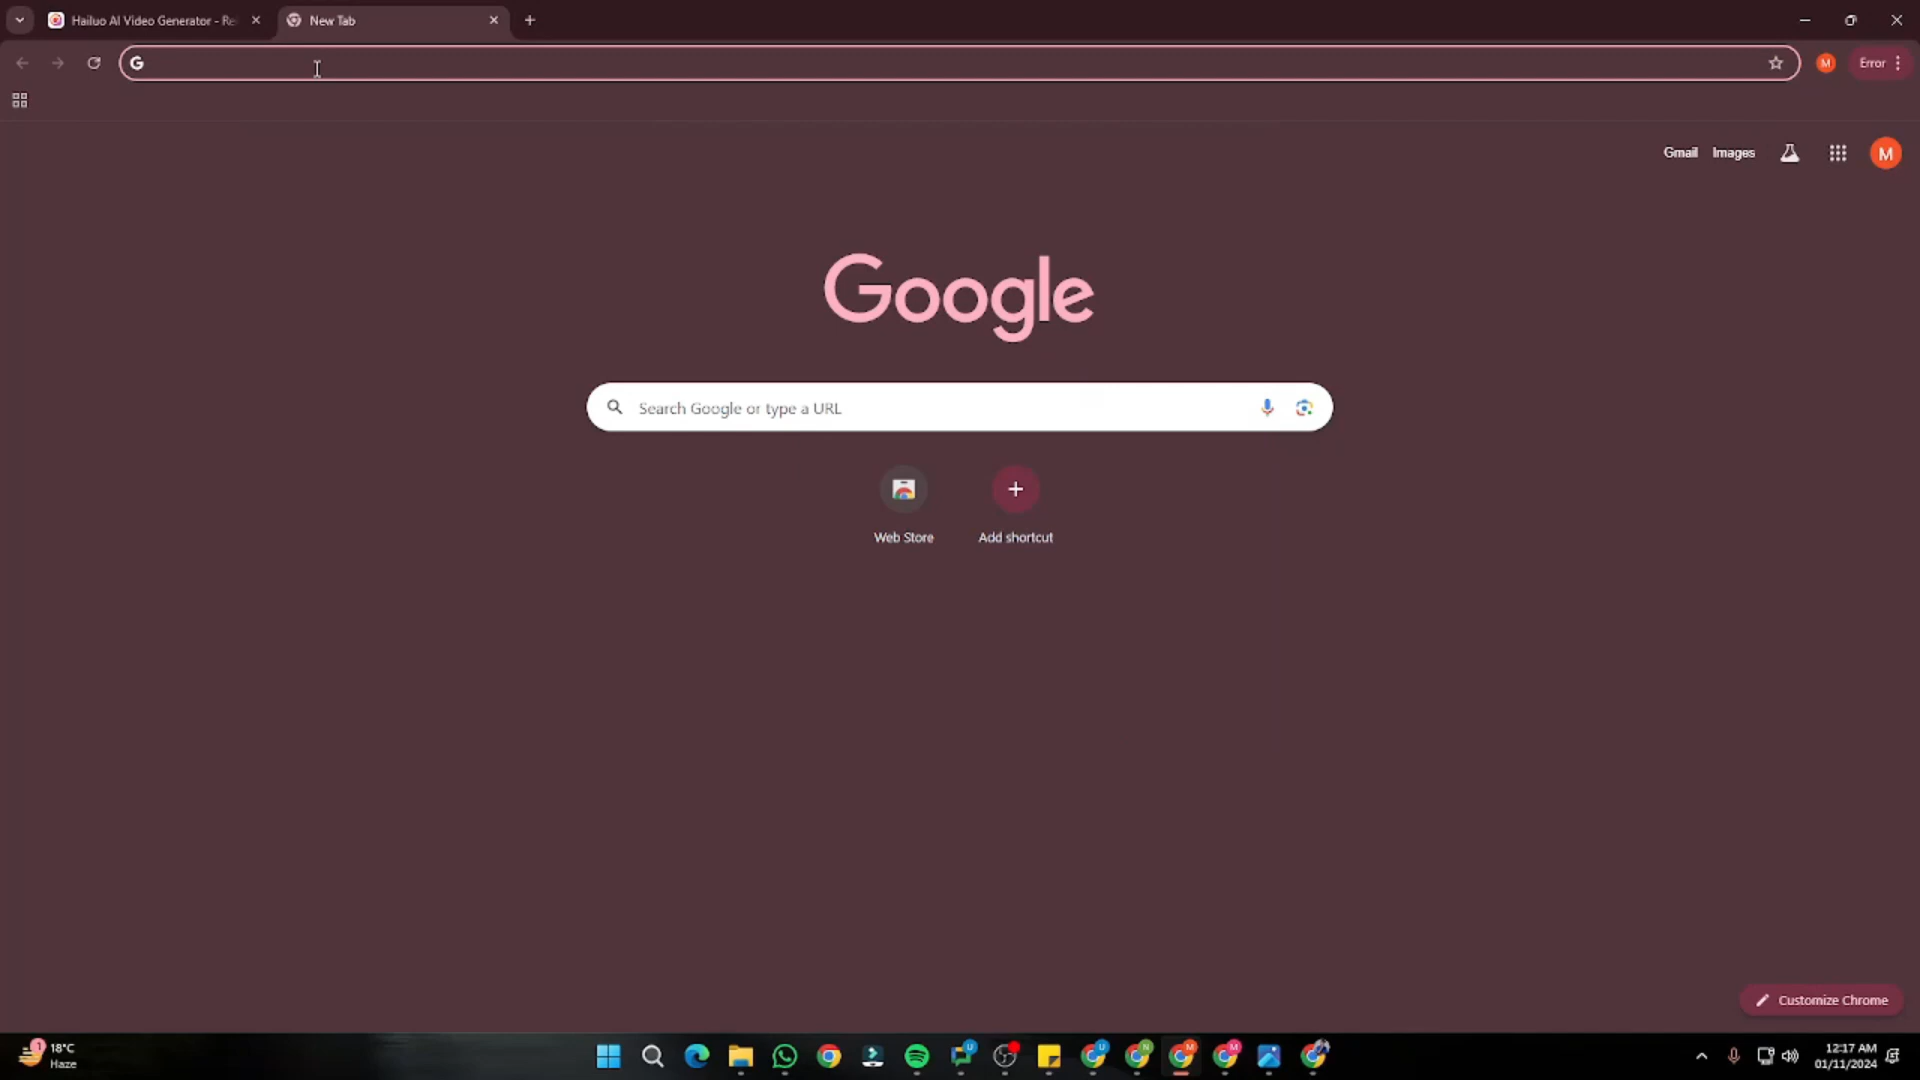 Hailuo AI Video Generator - Re
New Tab
Error
Gmail
Images
M
Google
Search Google or type a URL
Web Store
Add shortcut
Customize Chrome
1
18°C
Haze
12:17 AM
01/11/2024